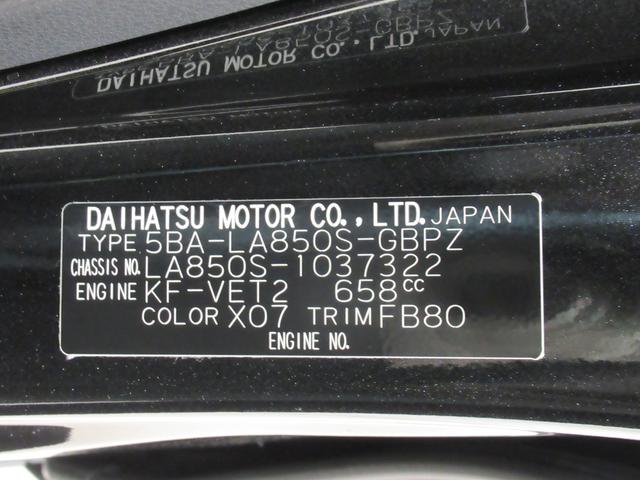 DAIHATSU MOTOR CO., LTD. JAPAN
TYPE 5BA-LA850S-GBPZ
CHASSIS NO. LA850S-1037322
ENGINE KF-VET2 658CC
COLOR X07 TRIM FB80
ENGINE NO.